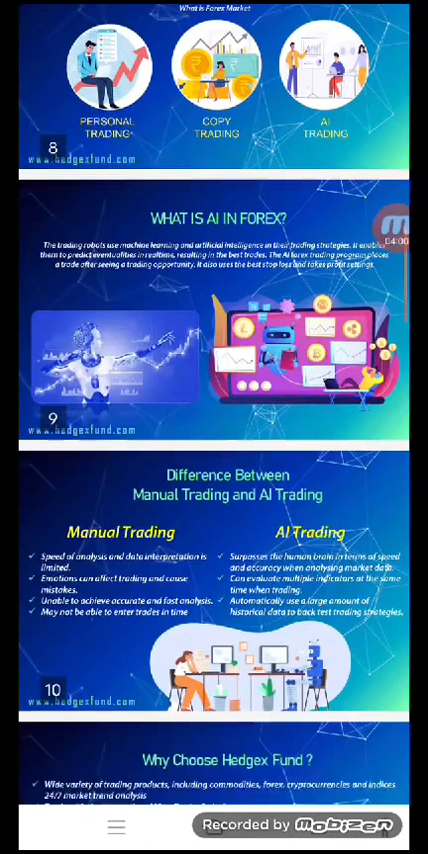 What is Forex Market
PERSONAL
TRADING
COPY
TRADING
AI
TRADING
8
www.hedgexfund.com
WHAT IS AI IN FOREX?
The trading robots use machine learning and artificial intelligence in their trading strategies. It enables
them to predict eventualities in realtime, resulting in the best trades. The AI forex trading program places
a trade after seeing a trading opportunity. It also uses the best stop loss and takes profit settings.
04:00
9
www.hedgexfund.com
Difference Between
Manual Trading and AI Trading
Manual Trading
✓ Speed of analysis and data interpretation is
limited.
✓ Emotions can affect trading and cause
mistakes.
✓ Unable to achieve accurate and fast analysis.
✓ May not be able to enter trades in time
AI Trading
✓ Surpasses the human brain in terms of speed
and accuracy when analysing market data.
✓ Can evaluate multiple indicators at the same
time when trading.
✓ Automatically use a large amount of
historical data to back test trading strategies.
10
www.hedgexfund.com
Why Choose Hedgex Fund ?
✓ Wide variety of trading products, including commodities, forex, cryptocurrencies and indices
24/7 market trend analysis
Recorded by mobizen